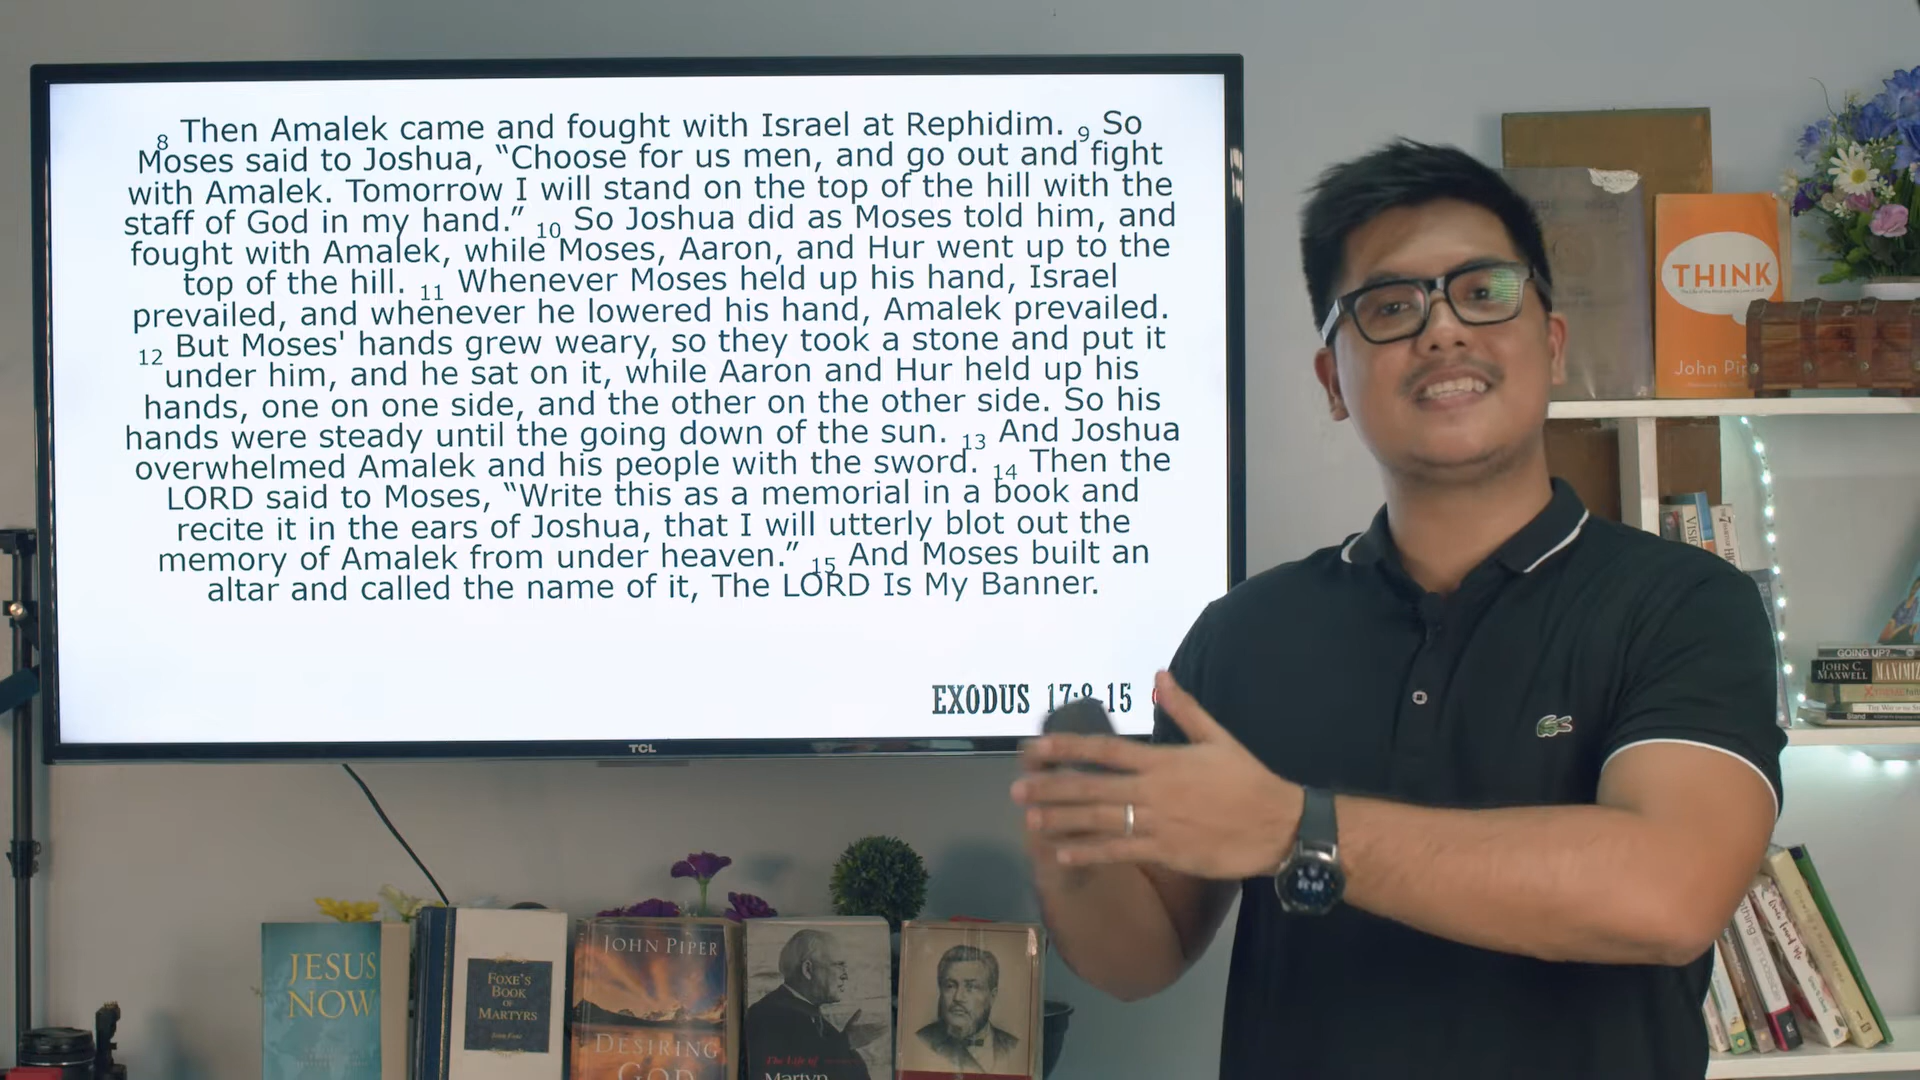 8 Then Amalek came and fought with Israel at Rephidim. 9 So
Moses said to Joshua, “Choose for us men, and go out and fight
with Amalek. Tomorrow I will stand on the top of the hill with the
staff of God in my hand.” 10 So Joshua did as Moses told him, and
fought with Amalek, while Moses, Aaron, and Hur went up to the
top of the hill. 11 Whenever Moses held up his hand, Israel
prevailed, and whenever he lowered his hand, Amalek prevailed.
12 But Moses' hands grew weary, so they took a stone and put it
under him, and he sat on it, while Aaron and Hur held up his
hands, one on one side, and the other on the other side. So his
hands were steady until the going down of the sun. 13 And Joshua
overwhelmed Amalek and his people with the sword. 14 Then the
LORD said to Moses, “Write this as a memorial in a book and
recite it in the ears of Joshua, that I will utterly blot out the
memory of Amalek from under heaven.” 15 And Moses built an
altar and called the name of it, The LORD Is My Banner.
EXODUS 17:8-15
TCL
THINK
John
GOING UP?
JOHN C.
MAXWELL
JESUS
NOW
FOXE'S
BOOK
OF
MARTYRS
JOHN PIPER
DESIRING
GOD
The Life of
Martyn